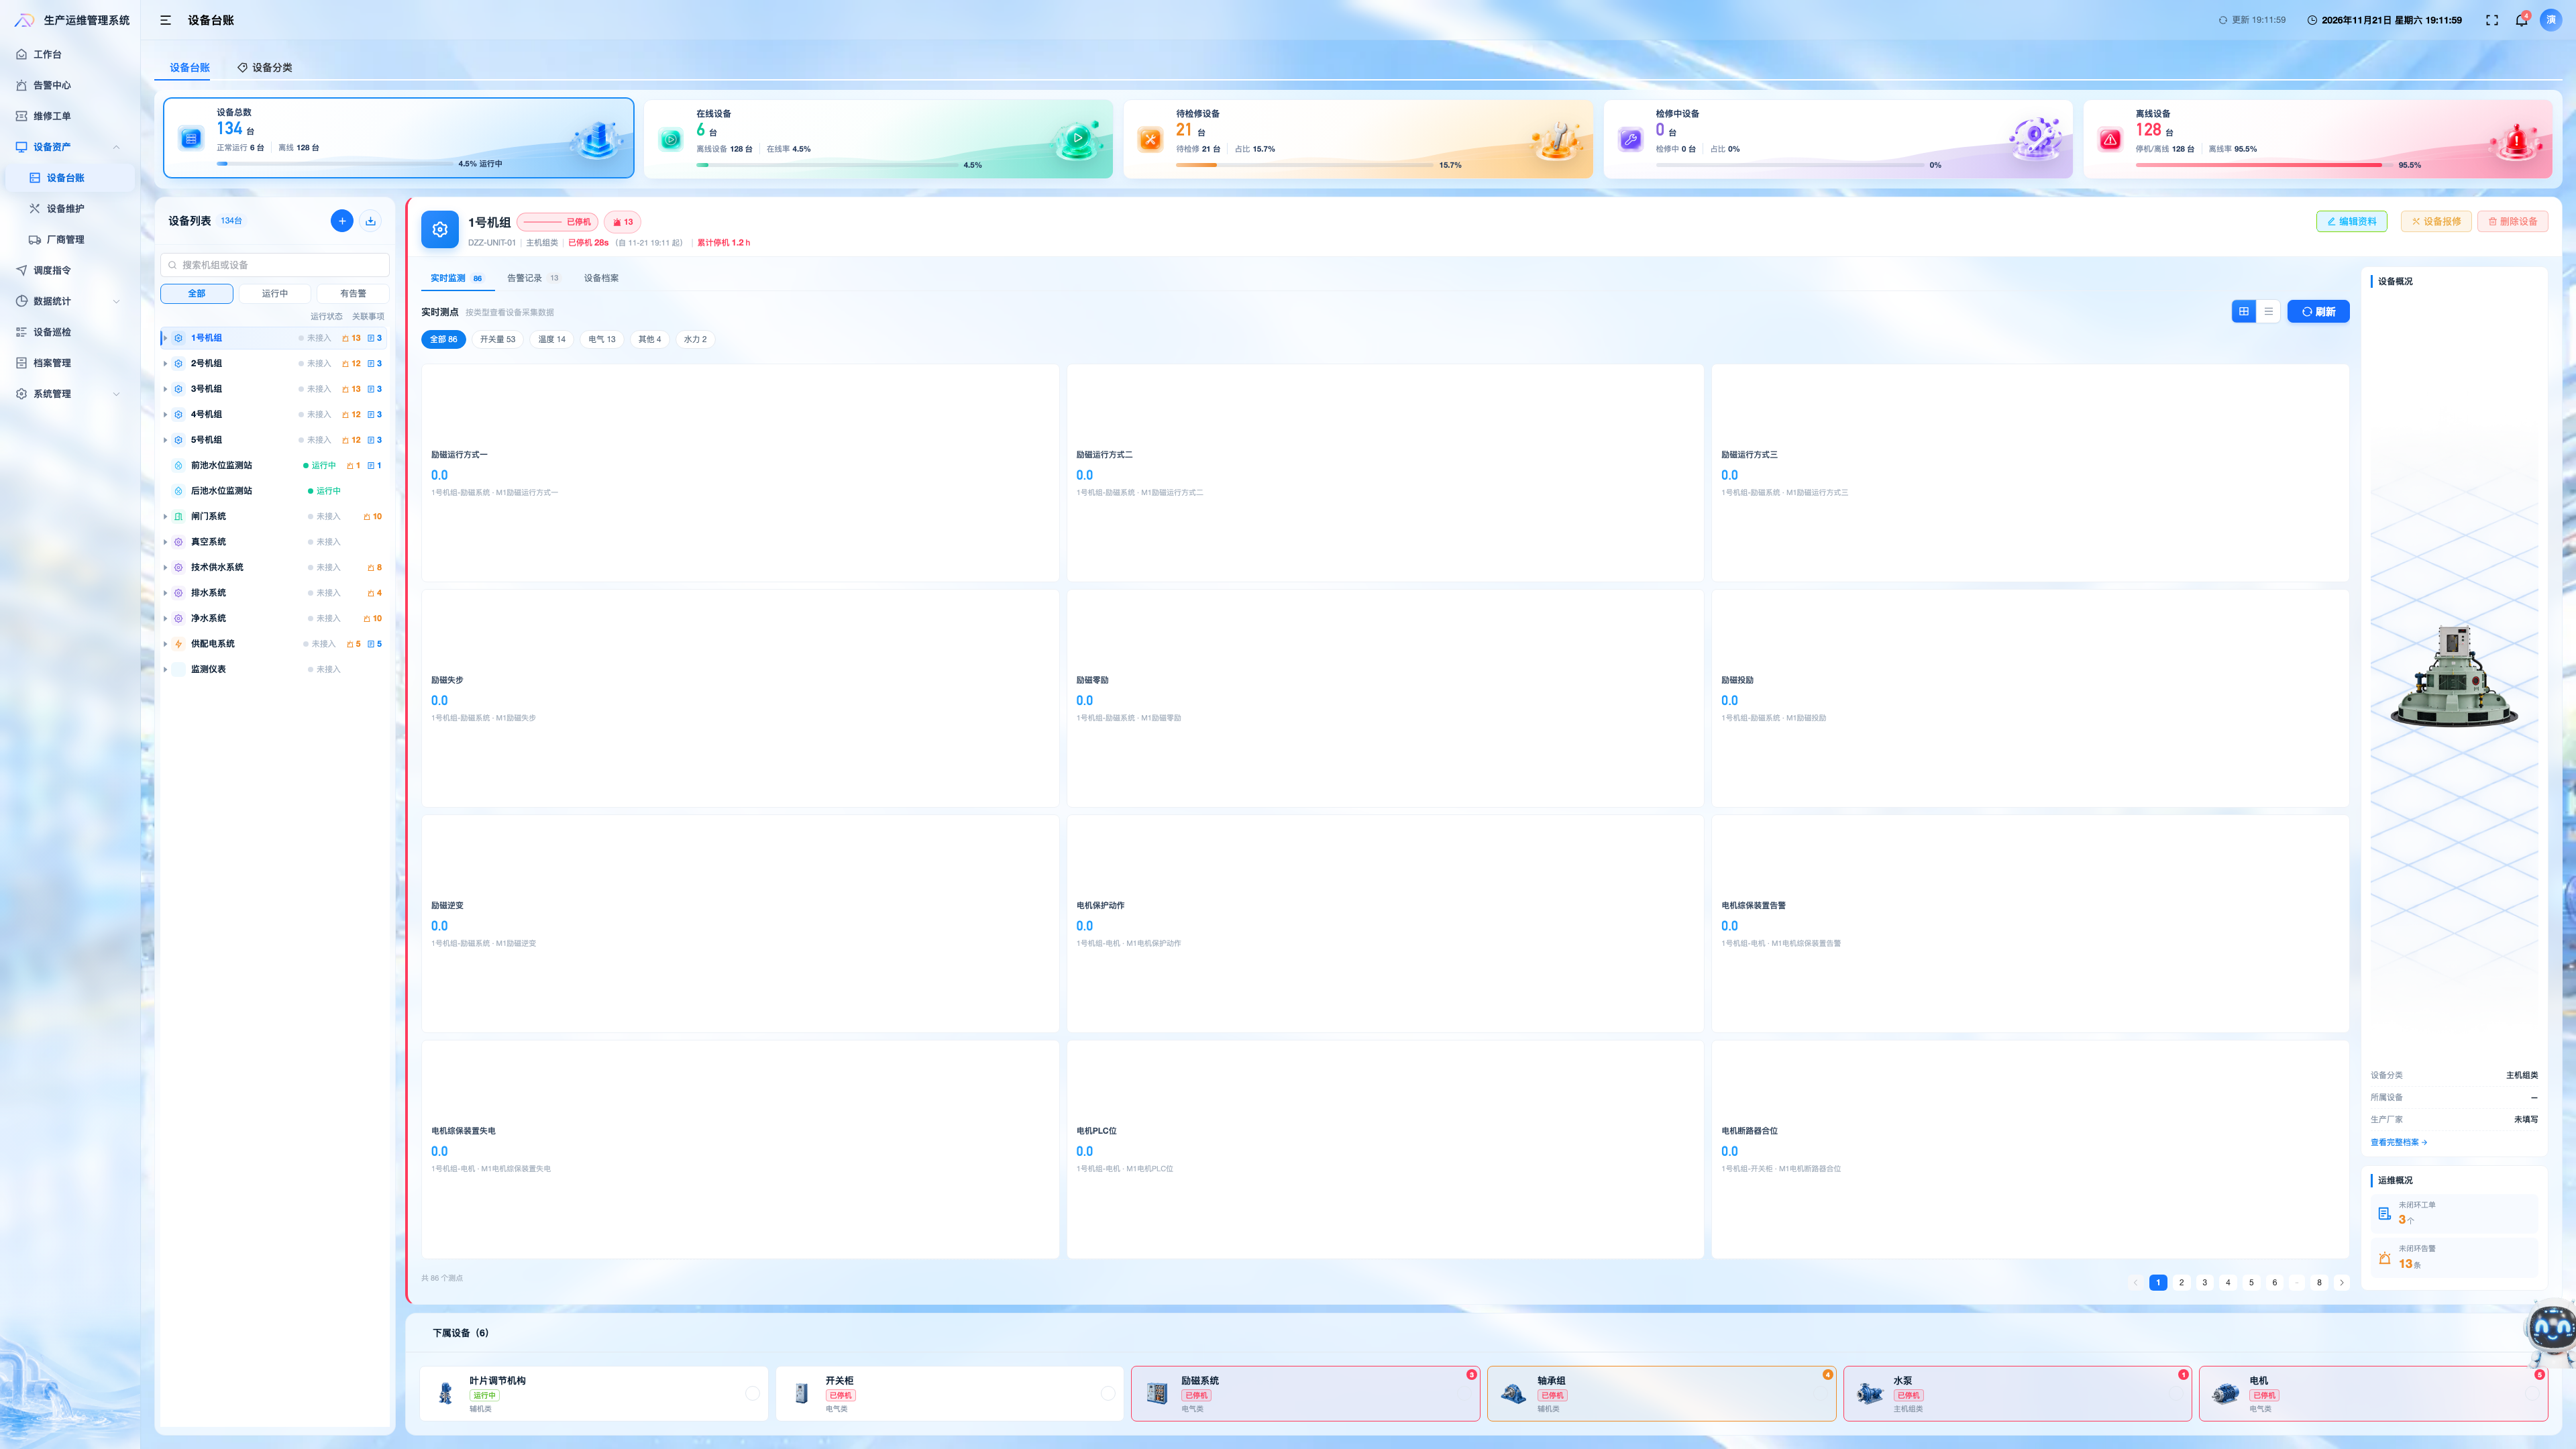 生产运维管理系统
设备台账
更新 19:11:59
2026年11月21日 星期六 19:11:59
4
演
工作台
告警中心
维修工单
设备资产
设备台账
设备维护
厂商管理
调度指令
数据统计
设备巡检
档案管理
系统管理
设备台账
设备分类
设备总数
134 台
正常运行 6 台 离线 128 台
4.5% 运行中
在线设备
6 台
离线设备 128 台 在线率 4.5%
4.5%
待检修设备
21 台
待检修 21 台 占比 15.7%
15.7%
检修中设备
0 台
检修中 0 台 占比 0%
0%
离线设备
128 台
停机/离线 128 台 离线率 95.5%
95.5%
设备列表 134台
搜索机组或设备
全部 运行中 有告警
运行状态 关联事项
1号机组 未接入 13 3
2号机组 未接入 12 3
3号机组 未接入 13 3
4号机组 未接入 12 3
5号机组 未接入 12 3
前池水位监测站 运行中 1 1
后池水位监测站 运行中
闸门系统 未接入 10
真空系统 未接入
技术供水系统 未接入 8
排水系统 未接入 4
净水系统 未接入 10
供配电系统 未接入 5 5
监测仪表 未接入
1号机组 已停机 13
DZZ-UNIT-01 主机组类 已停机 28s (自 11-21 19:11 起) 累计停机 1.2 h
编辑资料 设备报修 删除设备
实时监测 86 告警记录 13 设备档案
实时测点 按类型查看设备采集数据
刷新
全部 86 开关量 53 温度 14 电气 13 其他 4 水力 2
励磁运行方式一
0.0
1号机组-励磁系统 · M1励磁运行方式一
励磁运行方式二
0.0
1号机组-励磁系统 · M1励磁运行方式二
励磁运行方式三
0.0
1号机组-励磁系统 · M1励磁运行方式三
励磁失步
0.0
1号机组-励磁系统 · M1励磁失步
励磁零励
0.0
1号机组-励磁系统 · M1励磁零励
励磁投励
0.0
1号机组-励磁系统 · M1励磁投励
励磁逆变
0.0
1号机组-励磁系统 · M1励磁逆变
电机保护动作
0.0
1号机组-电机 · M1电机保护动作
电机综保装置告警
0.0
1号机组-电机 · M1电机综保装置告警
电机综保装置失电
0.0
1号机组-电机 · M1电机综保装置失电
电机PLC位
0.0
1号机组-电机 · M1电机PLC位
电机断路器合位
0.0
1号机组-开关柜 · M1电机断路器合位
共 86 个测点
1 2 3 4 5 6 8
设备概况
设备分类 主机组类
所属设备 —
生产厂家 未填写
查看完整档案 →
运维概况
未闭环工单
3个
未闭环告警
13条
下属设备（6）
叶片调节机构
运行中
辅机类
开关柜
已停机
电气类
励磁系统
已停机
电气类
3
轴承组
已停机
辅机类
4
水泵
已停机
主机组类
1
电机
已停机
电气类
5